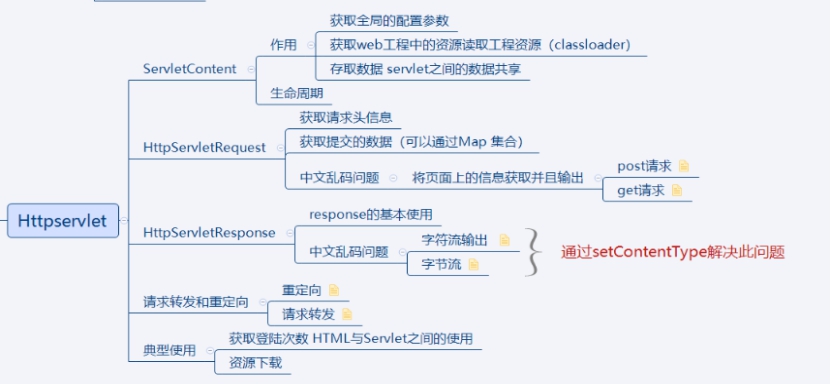 Httpservlet
ServletContent
作用
获取全局的配置参数
获取web工程中的资源读取工程资源（classloader）
存取数据 servlet之间的数据共享
生命周期
HttpServletRequest
获取请求头信息
获取提交的数据（可以通过Map 集合）
中文乱码问题
将页面上的信息获取并且输出
post请求
get请求
HttpServletResponse
response的基本使用
中文乱码问题
字符流输出
字节流
通过setContentType解决此问题
请求转发和重定向
重定向
请求转发
典型使用
获取登陆次数 HTML与Servlet之间的使用
资源下载